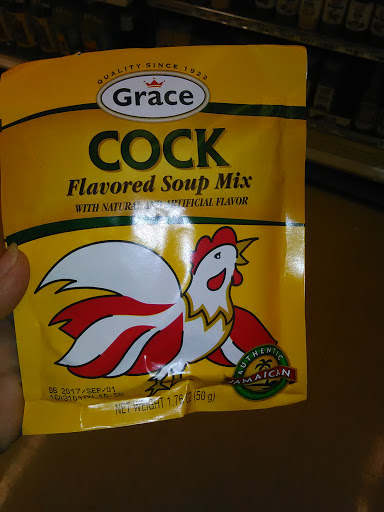 QUALITY SINCE 1922
Grace
COCK
Flavored Soup Mix
WITH NATURAL AND ARTIFICIAL FLAVOR
AUTHENTIC
JAMAICAN
BB 2017/SEP/01
NET WEIGHT 1.76 OZ (50 g)